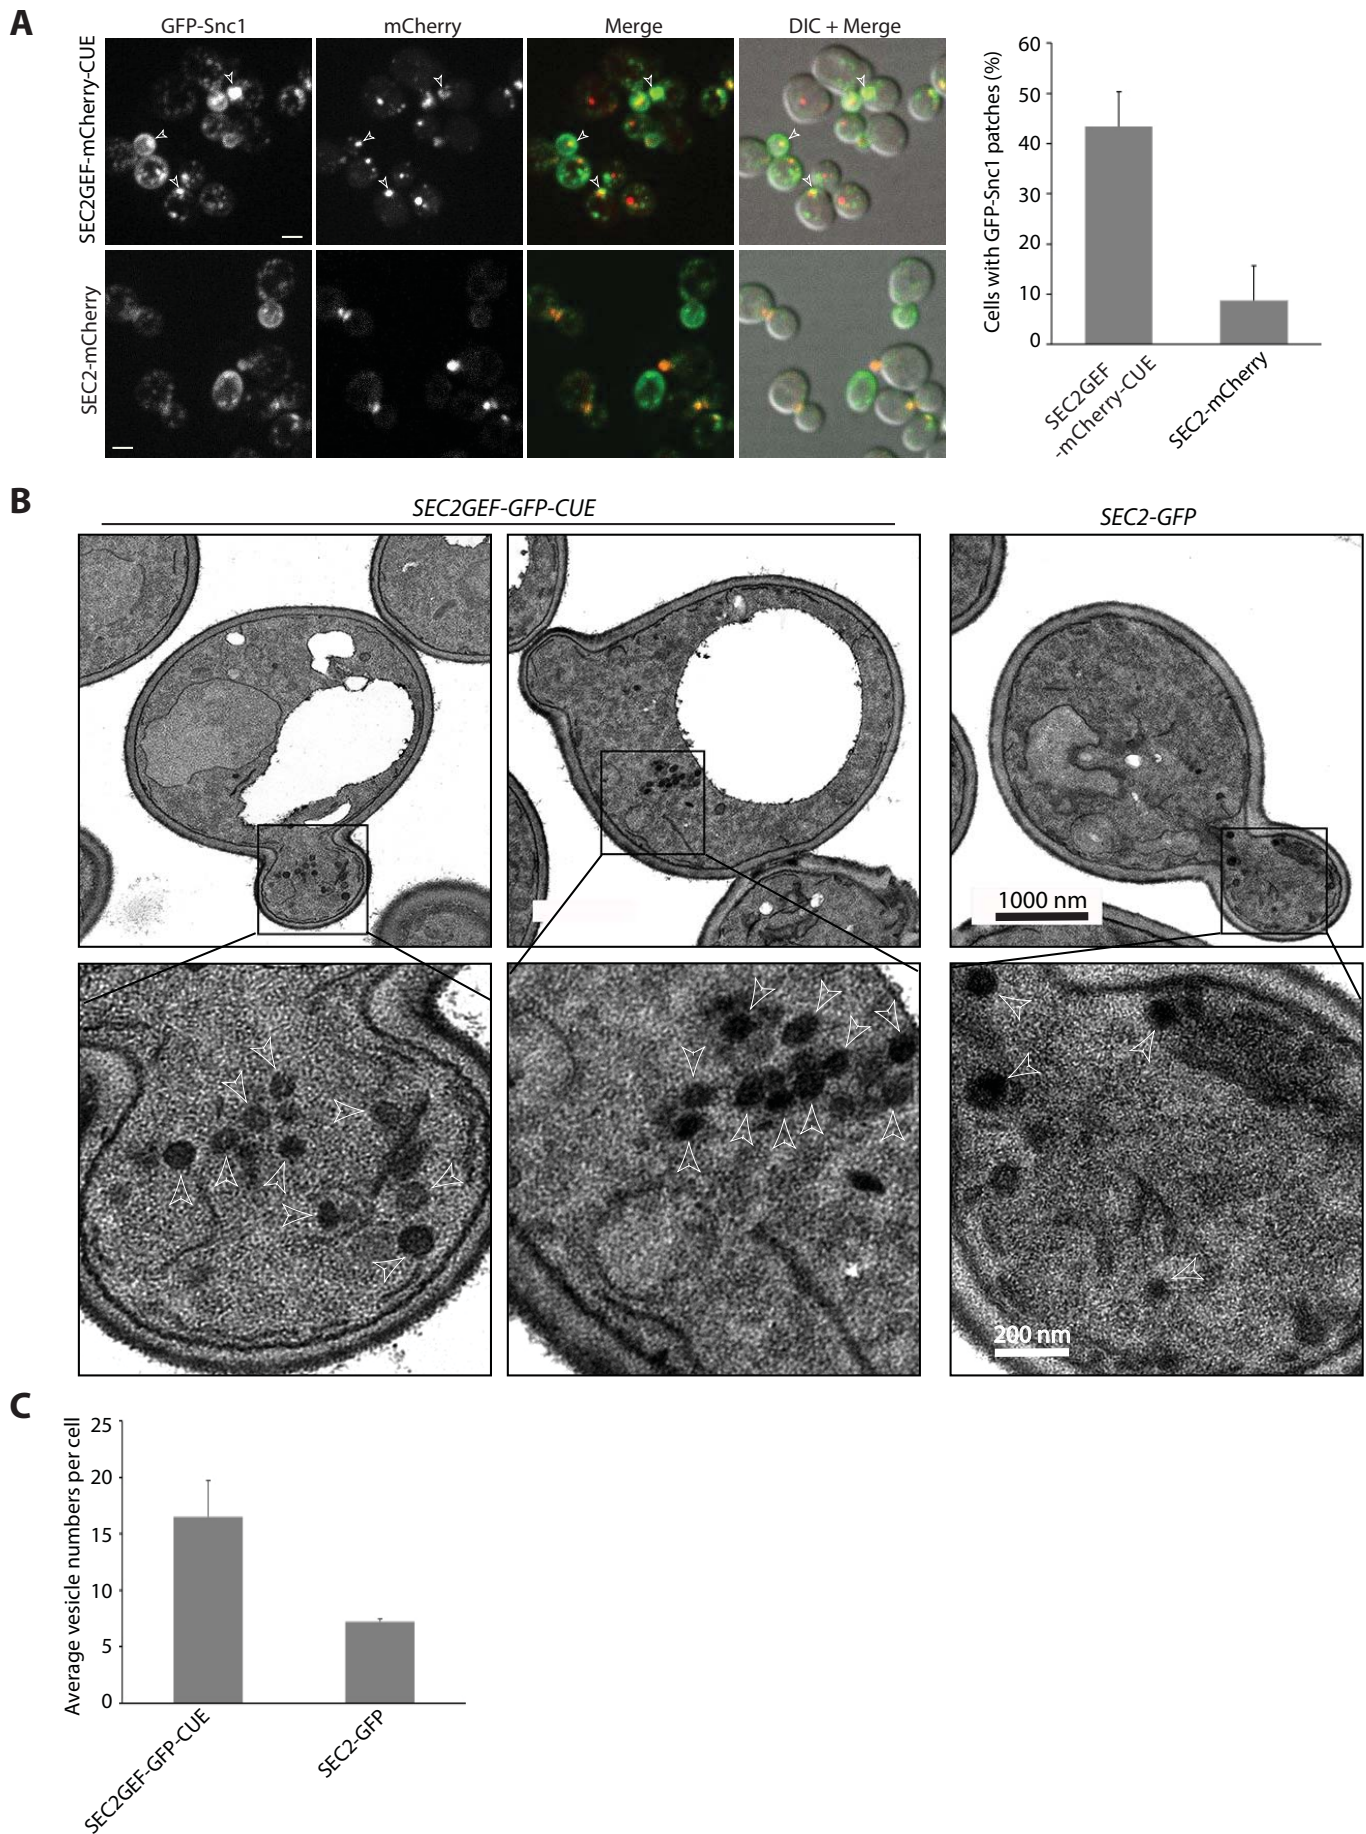 A
GFP-Snc1 mCherry Merge DIC + Merge
SEC2GEF-mCherry-CUE
SEC2-mCherry
Cells with GFP-Snc1 patches (%)
60
50
40
30
20
10
0
SEC2GEF
-mCherry-CUE
SEC2-mCherry
B
SEC2GEF-GFP-CUE
SEC2-GFP
1000 nm
200 nm
C
Average vesicle numbers per cell
25
20
15
10
5
0
SEC2GEF-GFP-CUE
SEC2-GFP